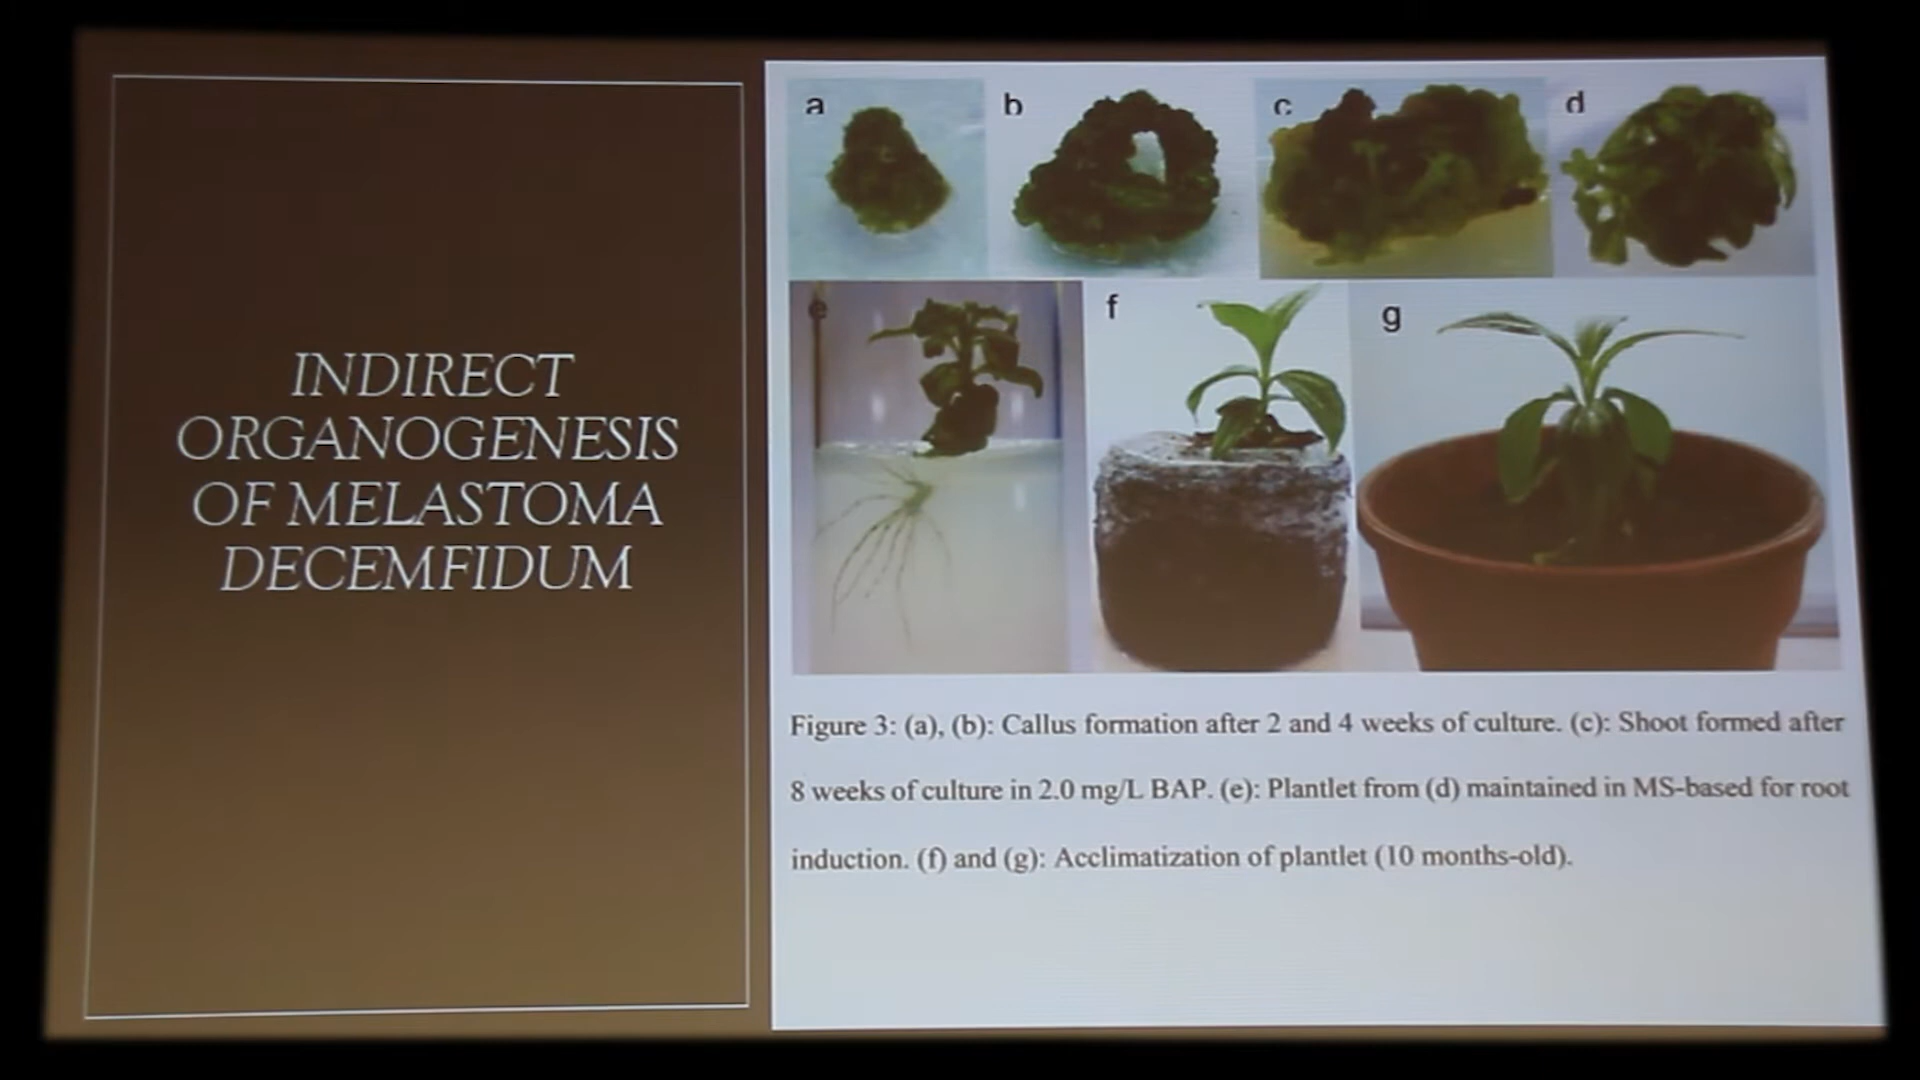 INDIRECT
ORGANOGENESIS
OF MELASTOMA
DECEMFIDUM
a
b
c
d
e
f
g
Figure 3: (a), (b): Callus formation after 2 and 4 weeks of culture. (c): Shoot formed after
8 weeks of culture in 2.0 mg/L BAP. (e): Plantlet from (d) maintained in MS-based for root
induction. (f) and (g): Acclimatization of plantlet (10 months-old).